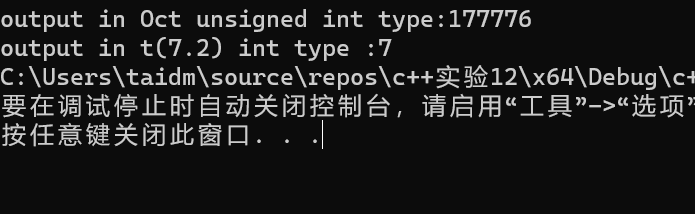 output in Oct unsigned int type:177776
output in t(7.2) int type :7
C:\Users\taidm\source\repos\c++实验12\x64\Debug\c+
要在调试停止时自动关闭控制台，请启用“工具”->“选项”
按任意键关闭此窗口. . .